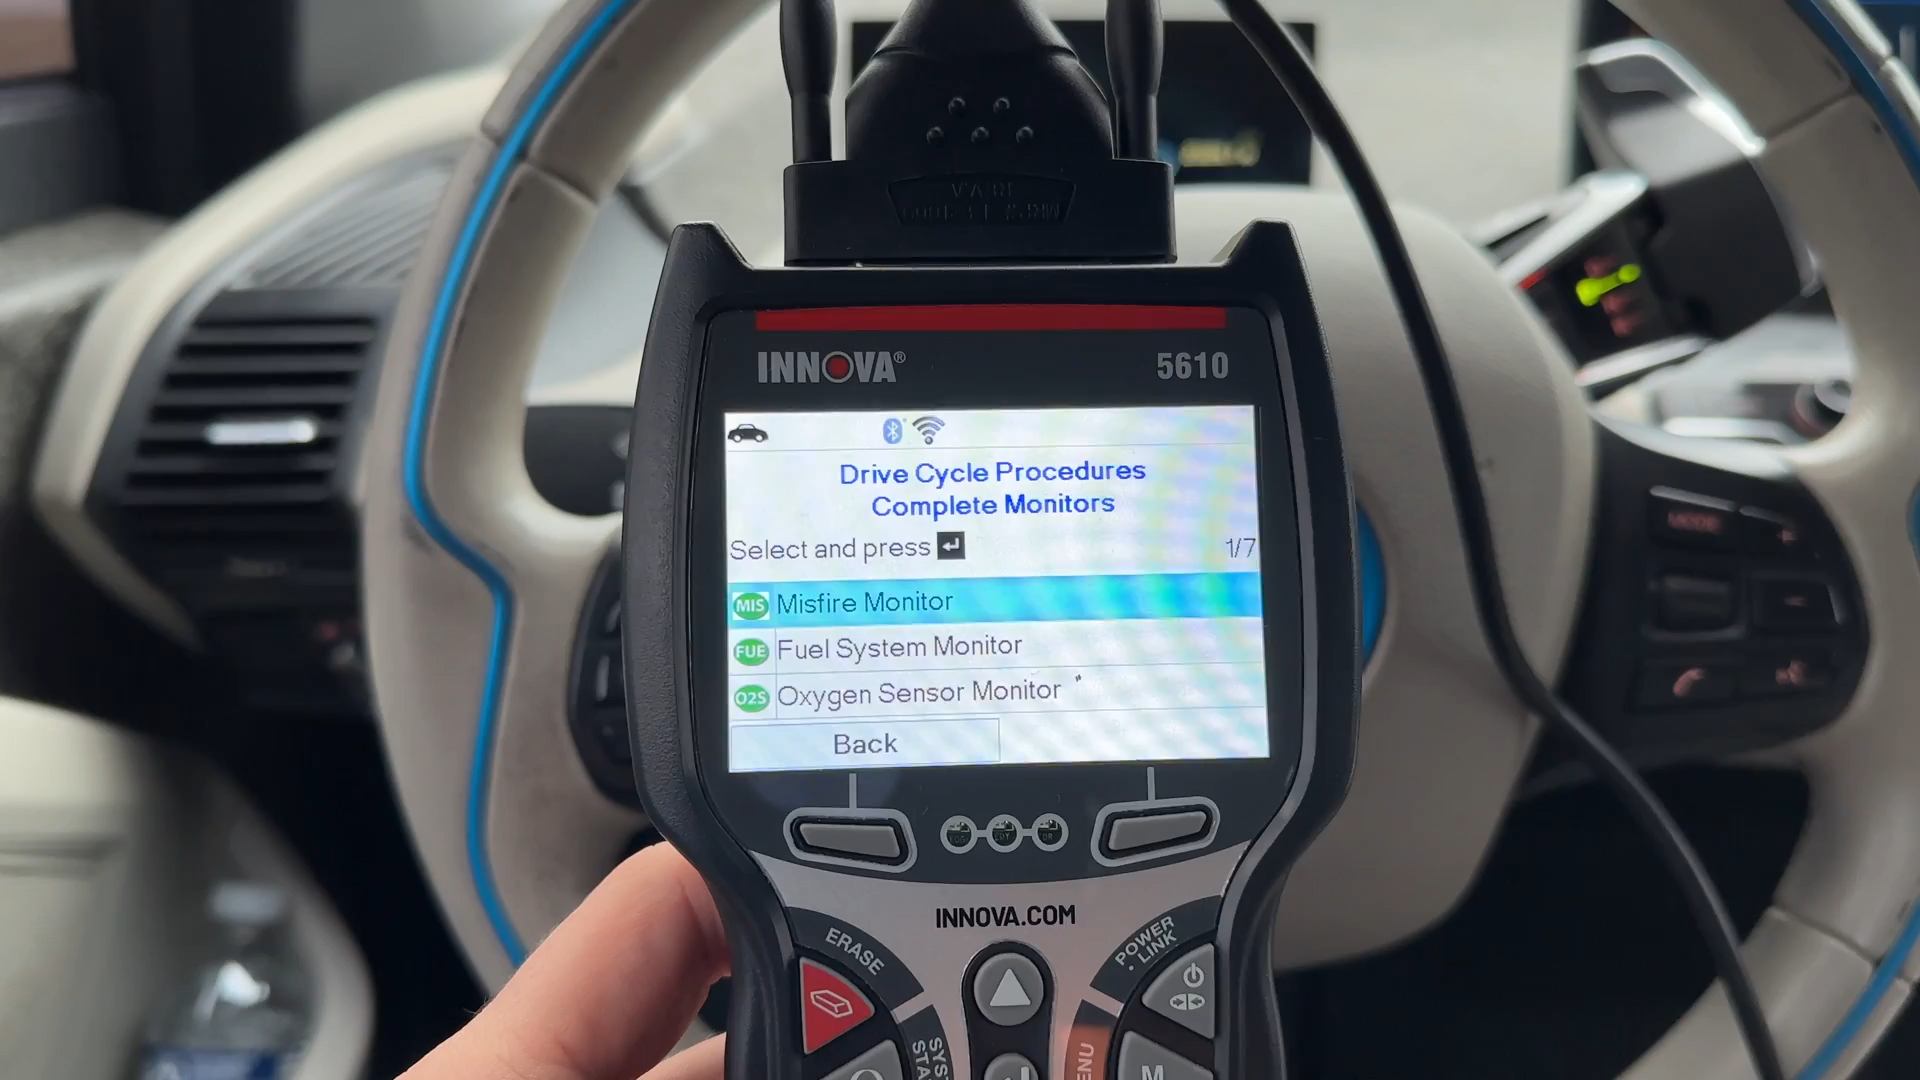 INNOVA® 5610
Drive Cycle Procedures
Complete Monitors
Select and press 1/7
MIS Misfire Monitor
FUE Fuel System Monitor
O2S Oxygen Sensor Monitor
Back
INNOVA.COM
ERASE
POWER
LINK
M
MODE